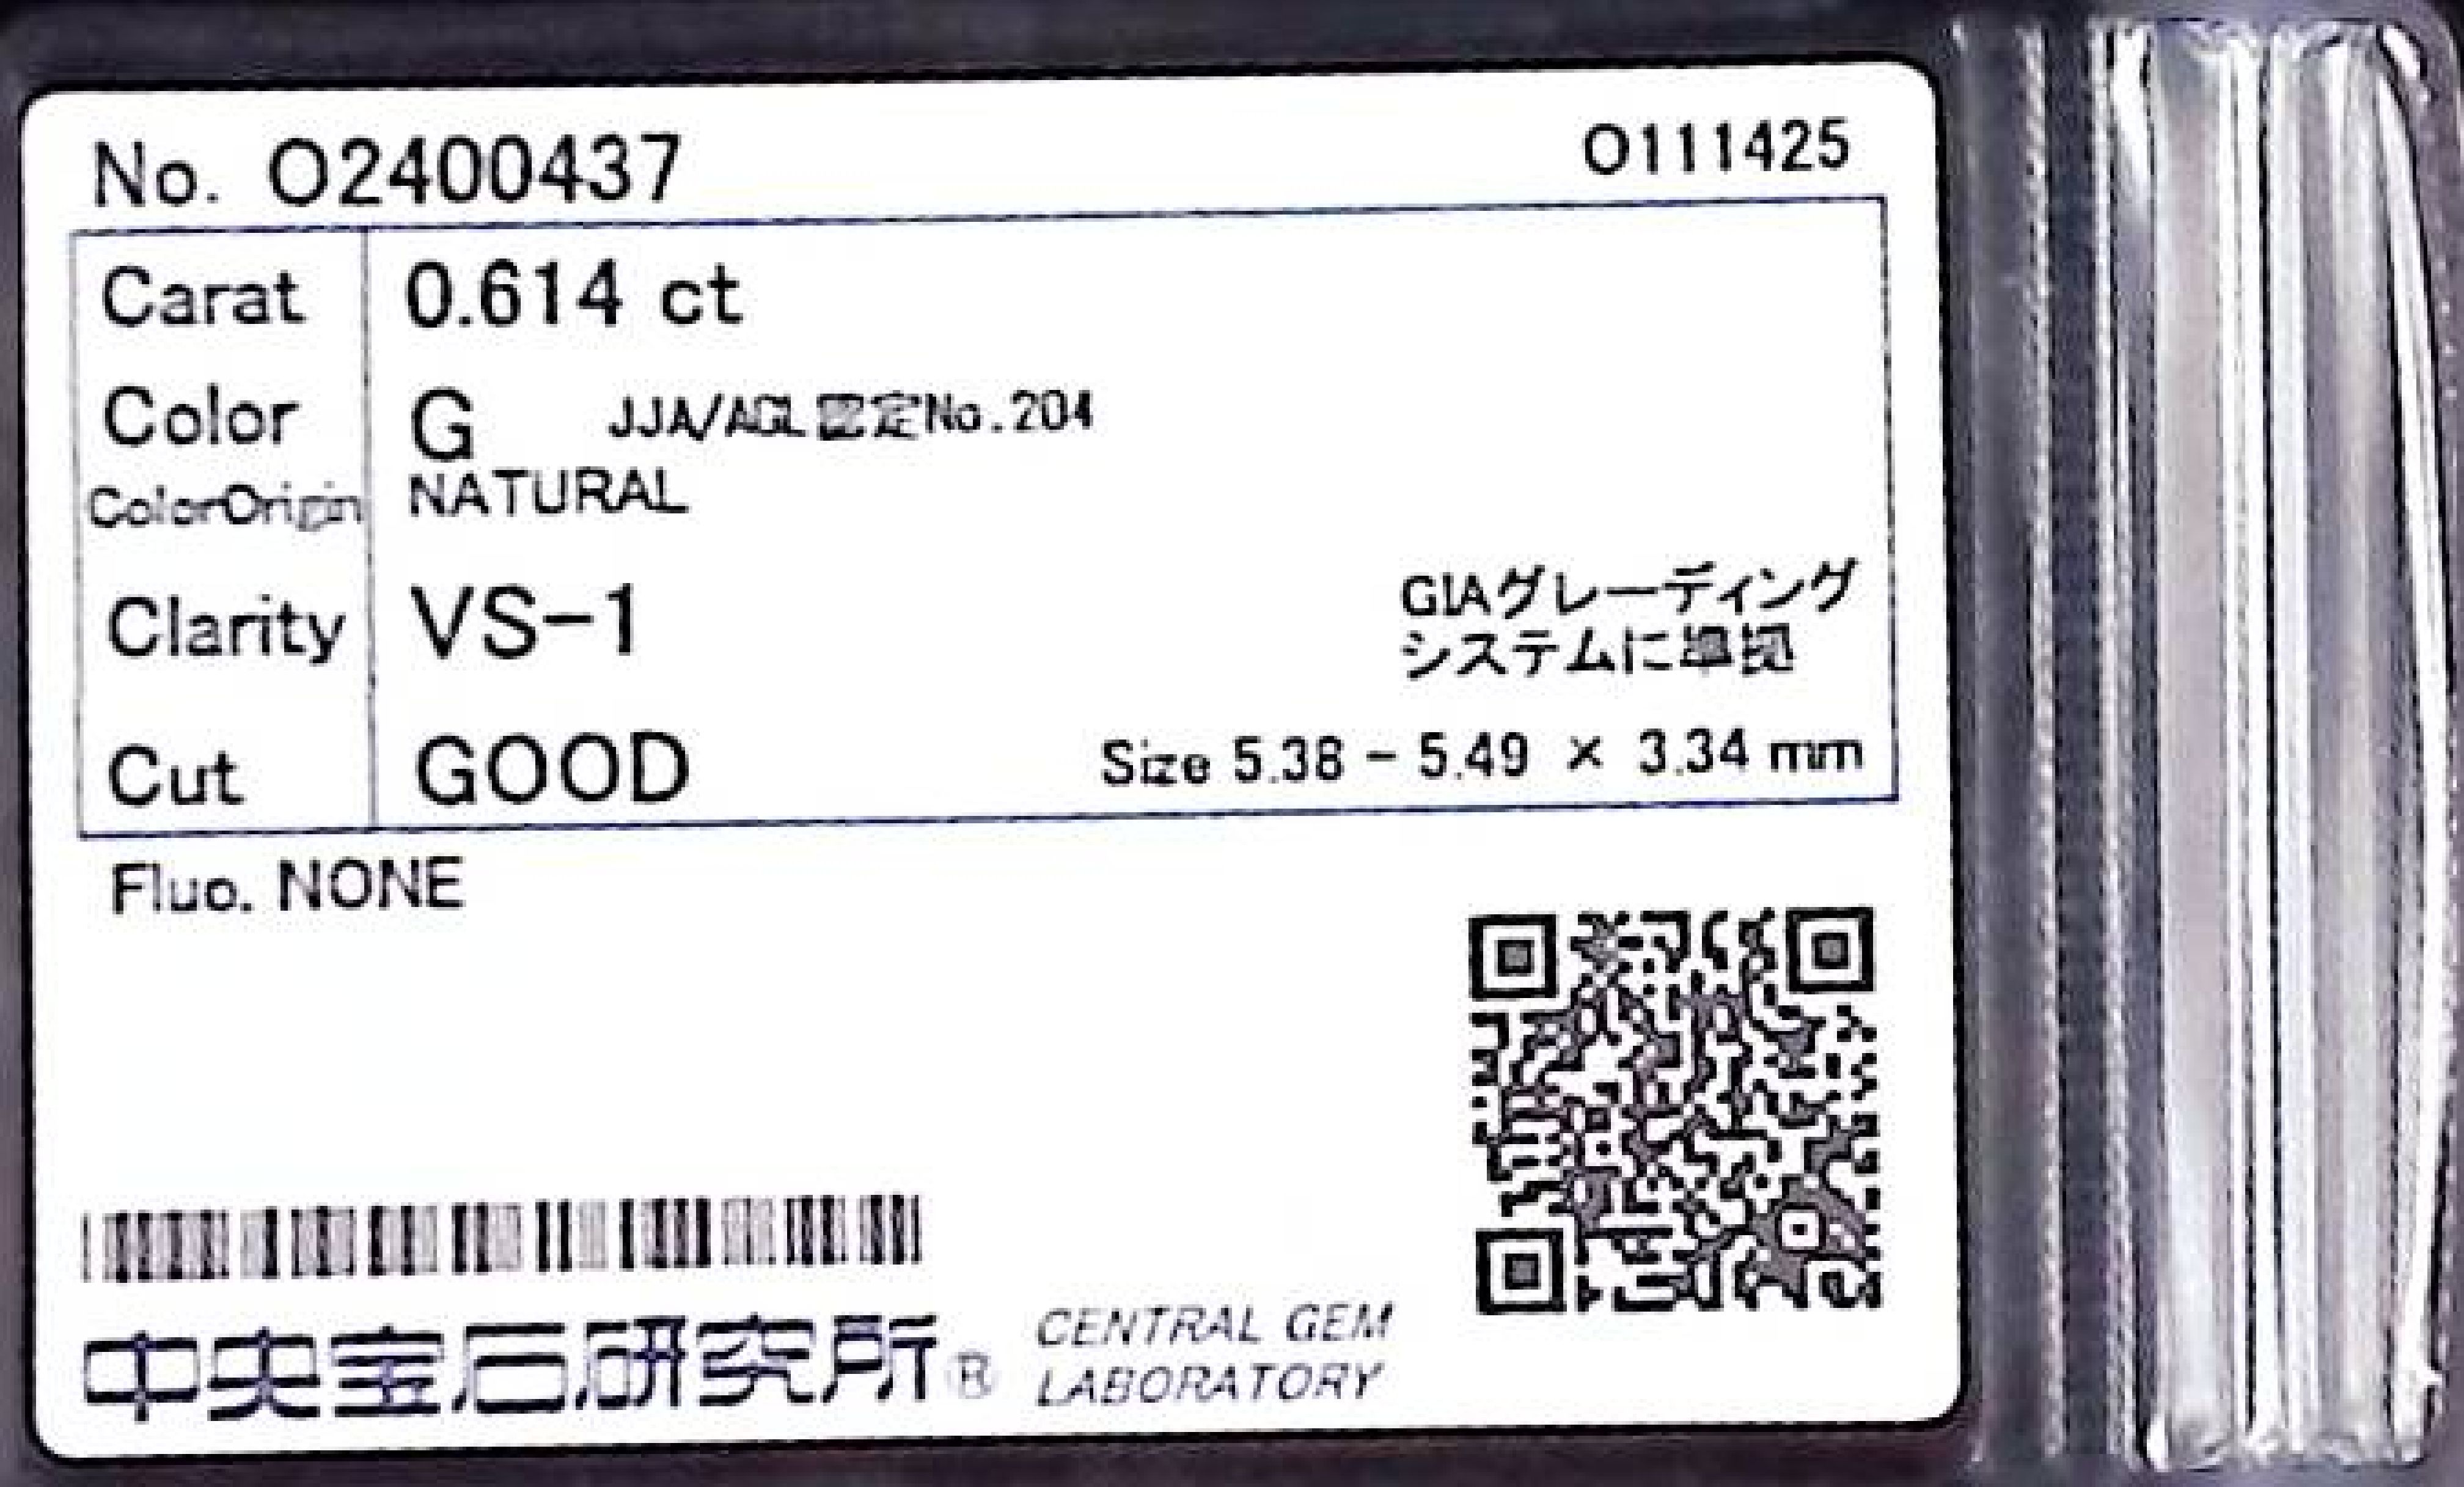 No. O2400437
O111425
Carat 0.614 ct
Color G JJA/AGL認定No.204
ColorOrigin NATURAL
Clarity VS-1
GIAグレーディング
システムに準拠
Cut GOOD Size 5.38 - 5.49 × 3.34 mm
Fluo. NONE
中央宝石研究所® CENTRAL GEM
LABORATORY